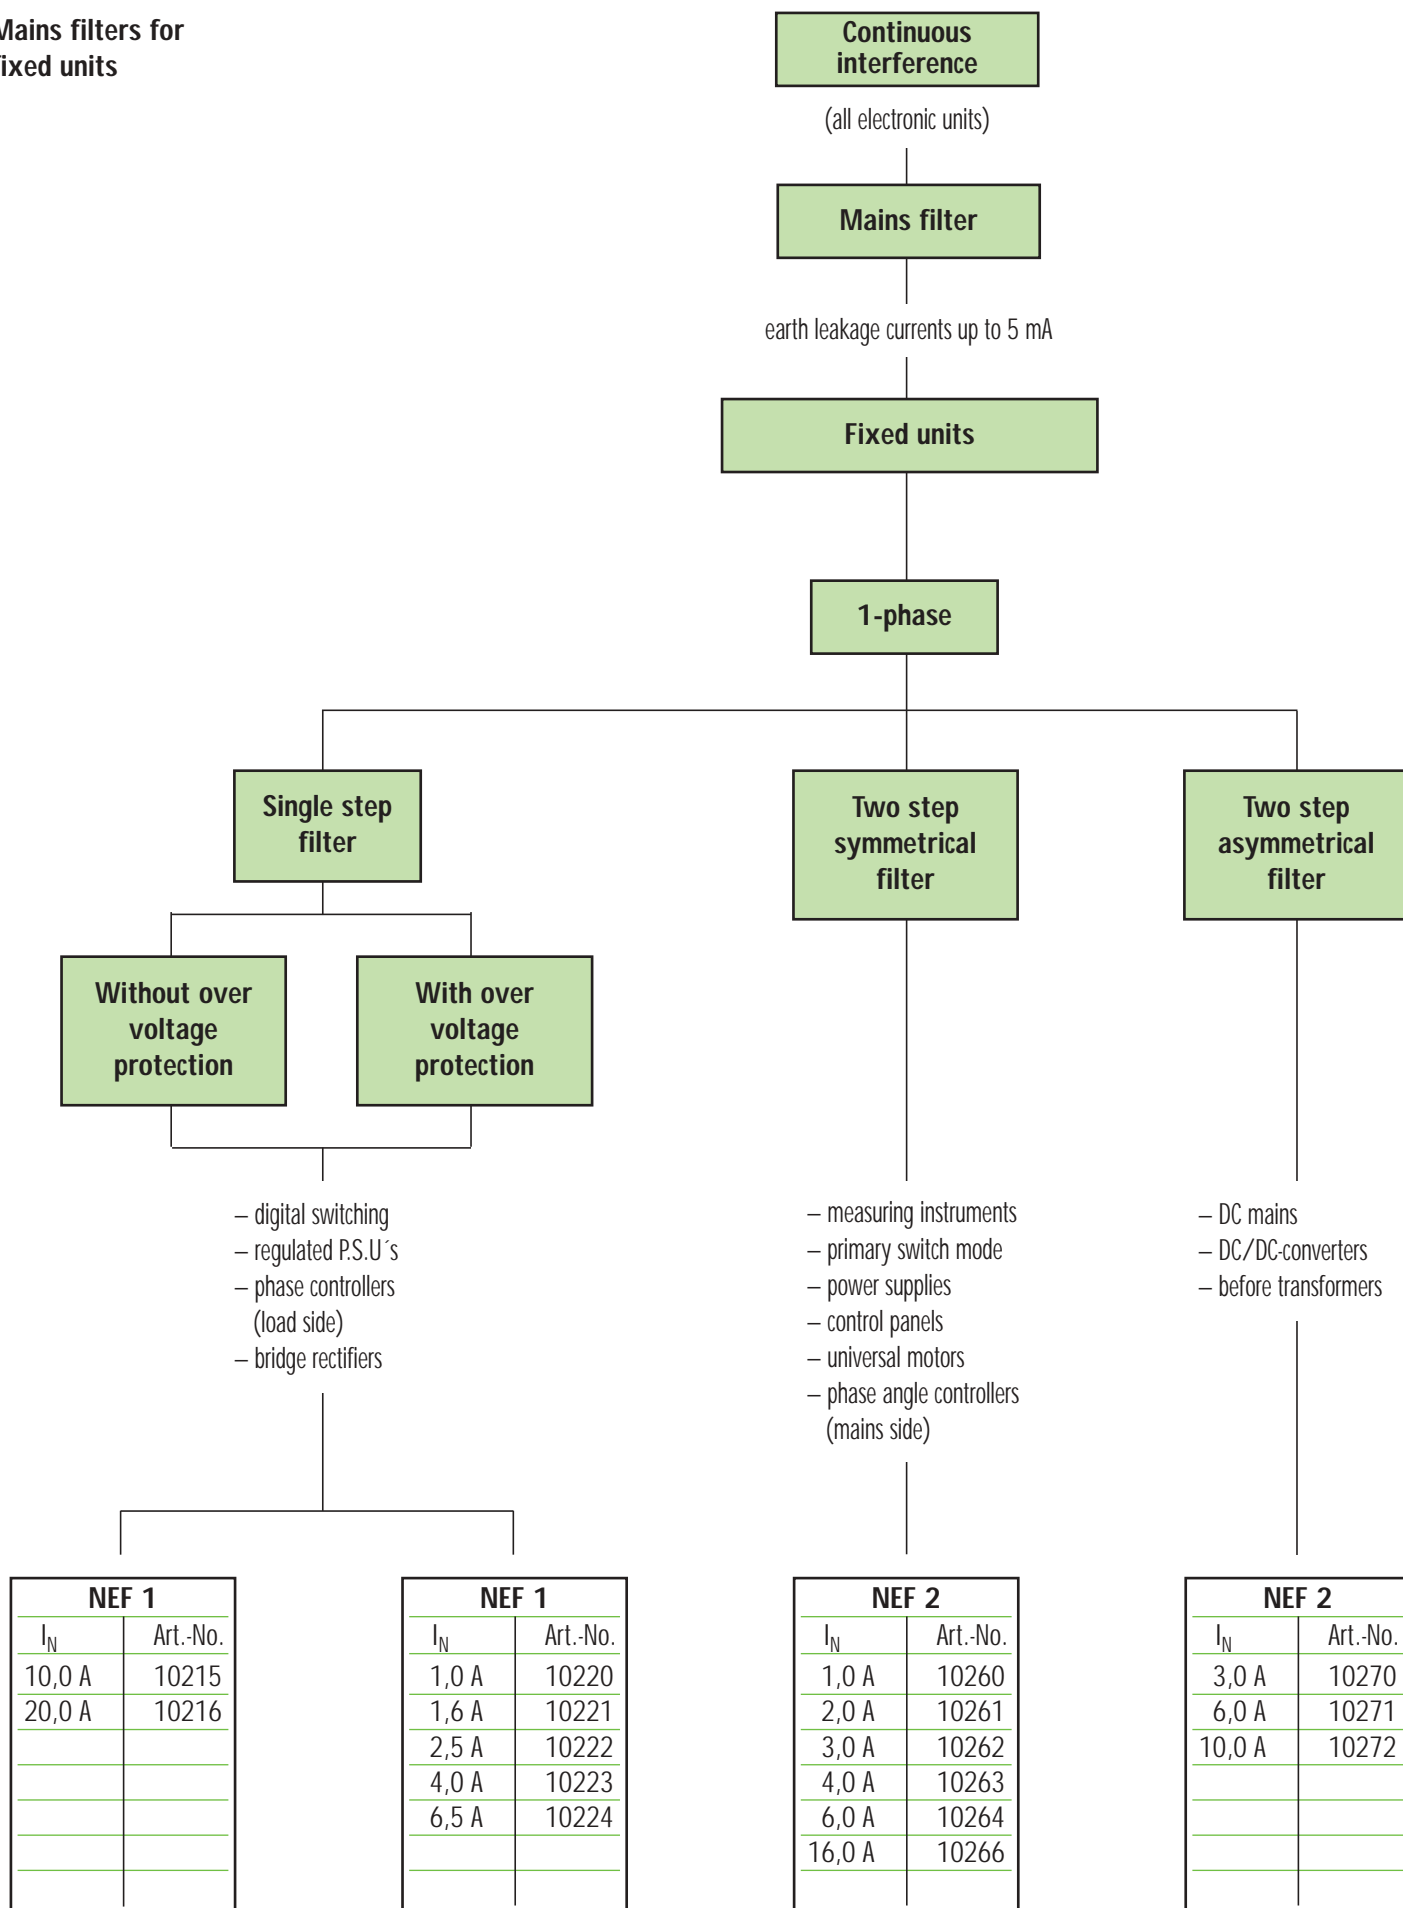 Mains filters for
fixed units
Continuous
interference
(all electronic units)
Mains filter
earth leakage currents up to 5 mA
Fixed units
1-phase
Single step
filter
Two step
symmetrical
filter
Two step
asymmetrical
filter
Without over
voltage
protection
With over
voltage
protection
– digital switching
– regulated P.S.U´s
– phase controllers
(load side)
– bridge rectifiers
– measuring instruments
– primary switch mode
– power supplies
– control panels
– universal motors
– phase angle controllers
(mains side)
– DC mains
– DC/DC-converters
– before transformers
NEF 1
IN Art.-No.
10,0 A 10215
20,0 A 10216
NEF 1
IN Art.-No.
1,0 A 10220
1,6 A 10221
2,5 A 10222
4,0 A 10223
6,5 A 10224
NEF 2
IN Art.-No.
1,0 A 10260
2,0 A 10261
3,0 A 10262
4,0 A 10263
6,0 A 10264
16,0 A 10266
NEF 2
IN Art.-No.
3,0 A 10270
6,0 A 10271
10,0 A 10272